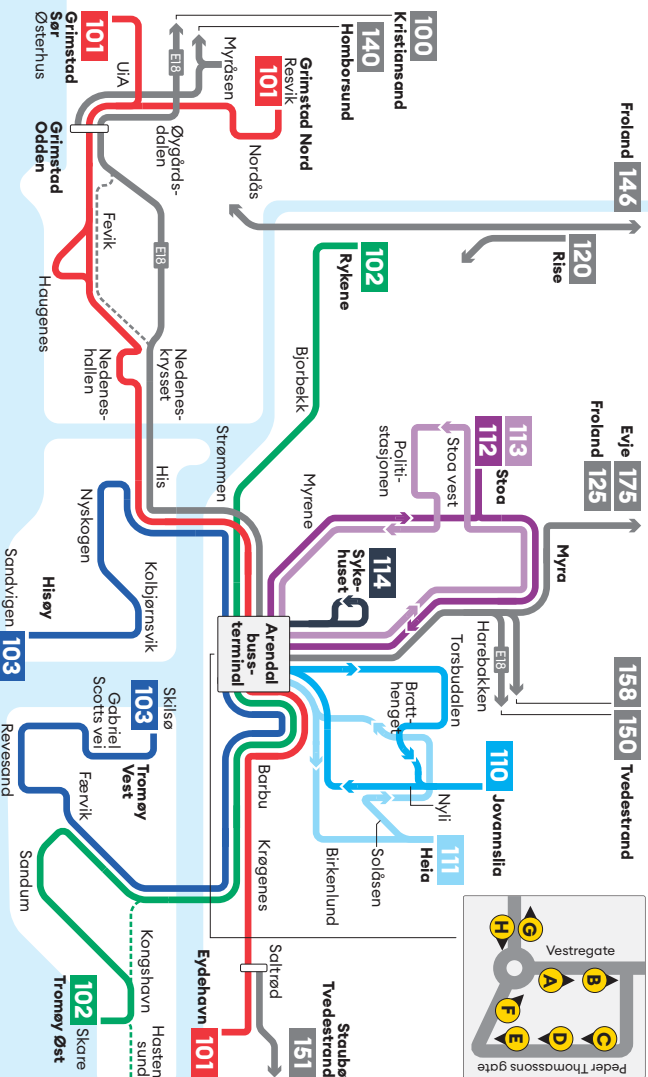 Froland 146
120
Rise
Evje 175
Froland 125
158 150 Tvedestrand
Vestregate
Peder Thomassons gate
A
B
C
D
E
F
G
H
Myra
E18
Harebakken
113
112 Stoa
Stoa vest
Politi-
stasjonen
110 Jovannslia
Torsbudalen
Bratt-
henget
Nyli
111
Heia
Solåsen
Birkenlund
100
Kristiansand
140
Homborsund
102
Rykene
114
Syke-
huset
Myrene
Bjorbekk
Grimstad Nord
Resvik
101
Nordås
Myråsen
E18
Øygårds-
dalen
E18
Arendal
buss-
terminal
Barbu
Krøgenes
Saltrød
Staubø
Tvedestrand
151
Strømmen
Nedenes-
krysset
His
Nedenes-
hallen
Eydehavn 101
UiA
Grimstad
Sør
Østerhus
101
Grimstad
Odden
Fevik
Haugenes
Nyskogen
Kolbjørnsvik
Hisøy
Sandvigen 103
Skilsø
103 Tromøy
Vest
Gabriel
Scotts vei
Færvik
Revesand
Sandum
Kongshavn
Hasten
sund
102 Skare
Tromøy Øst